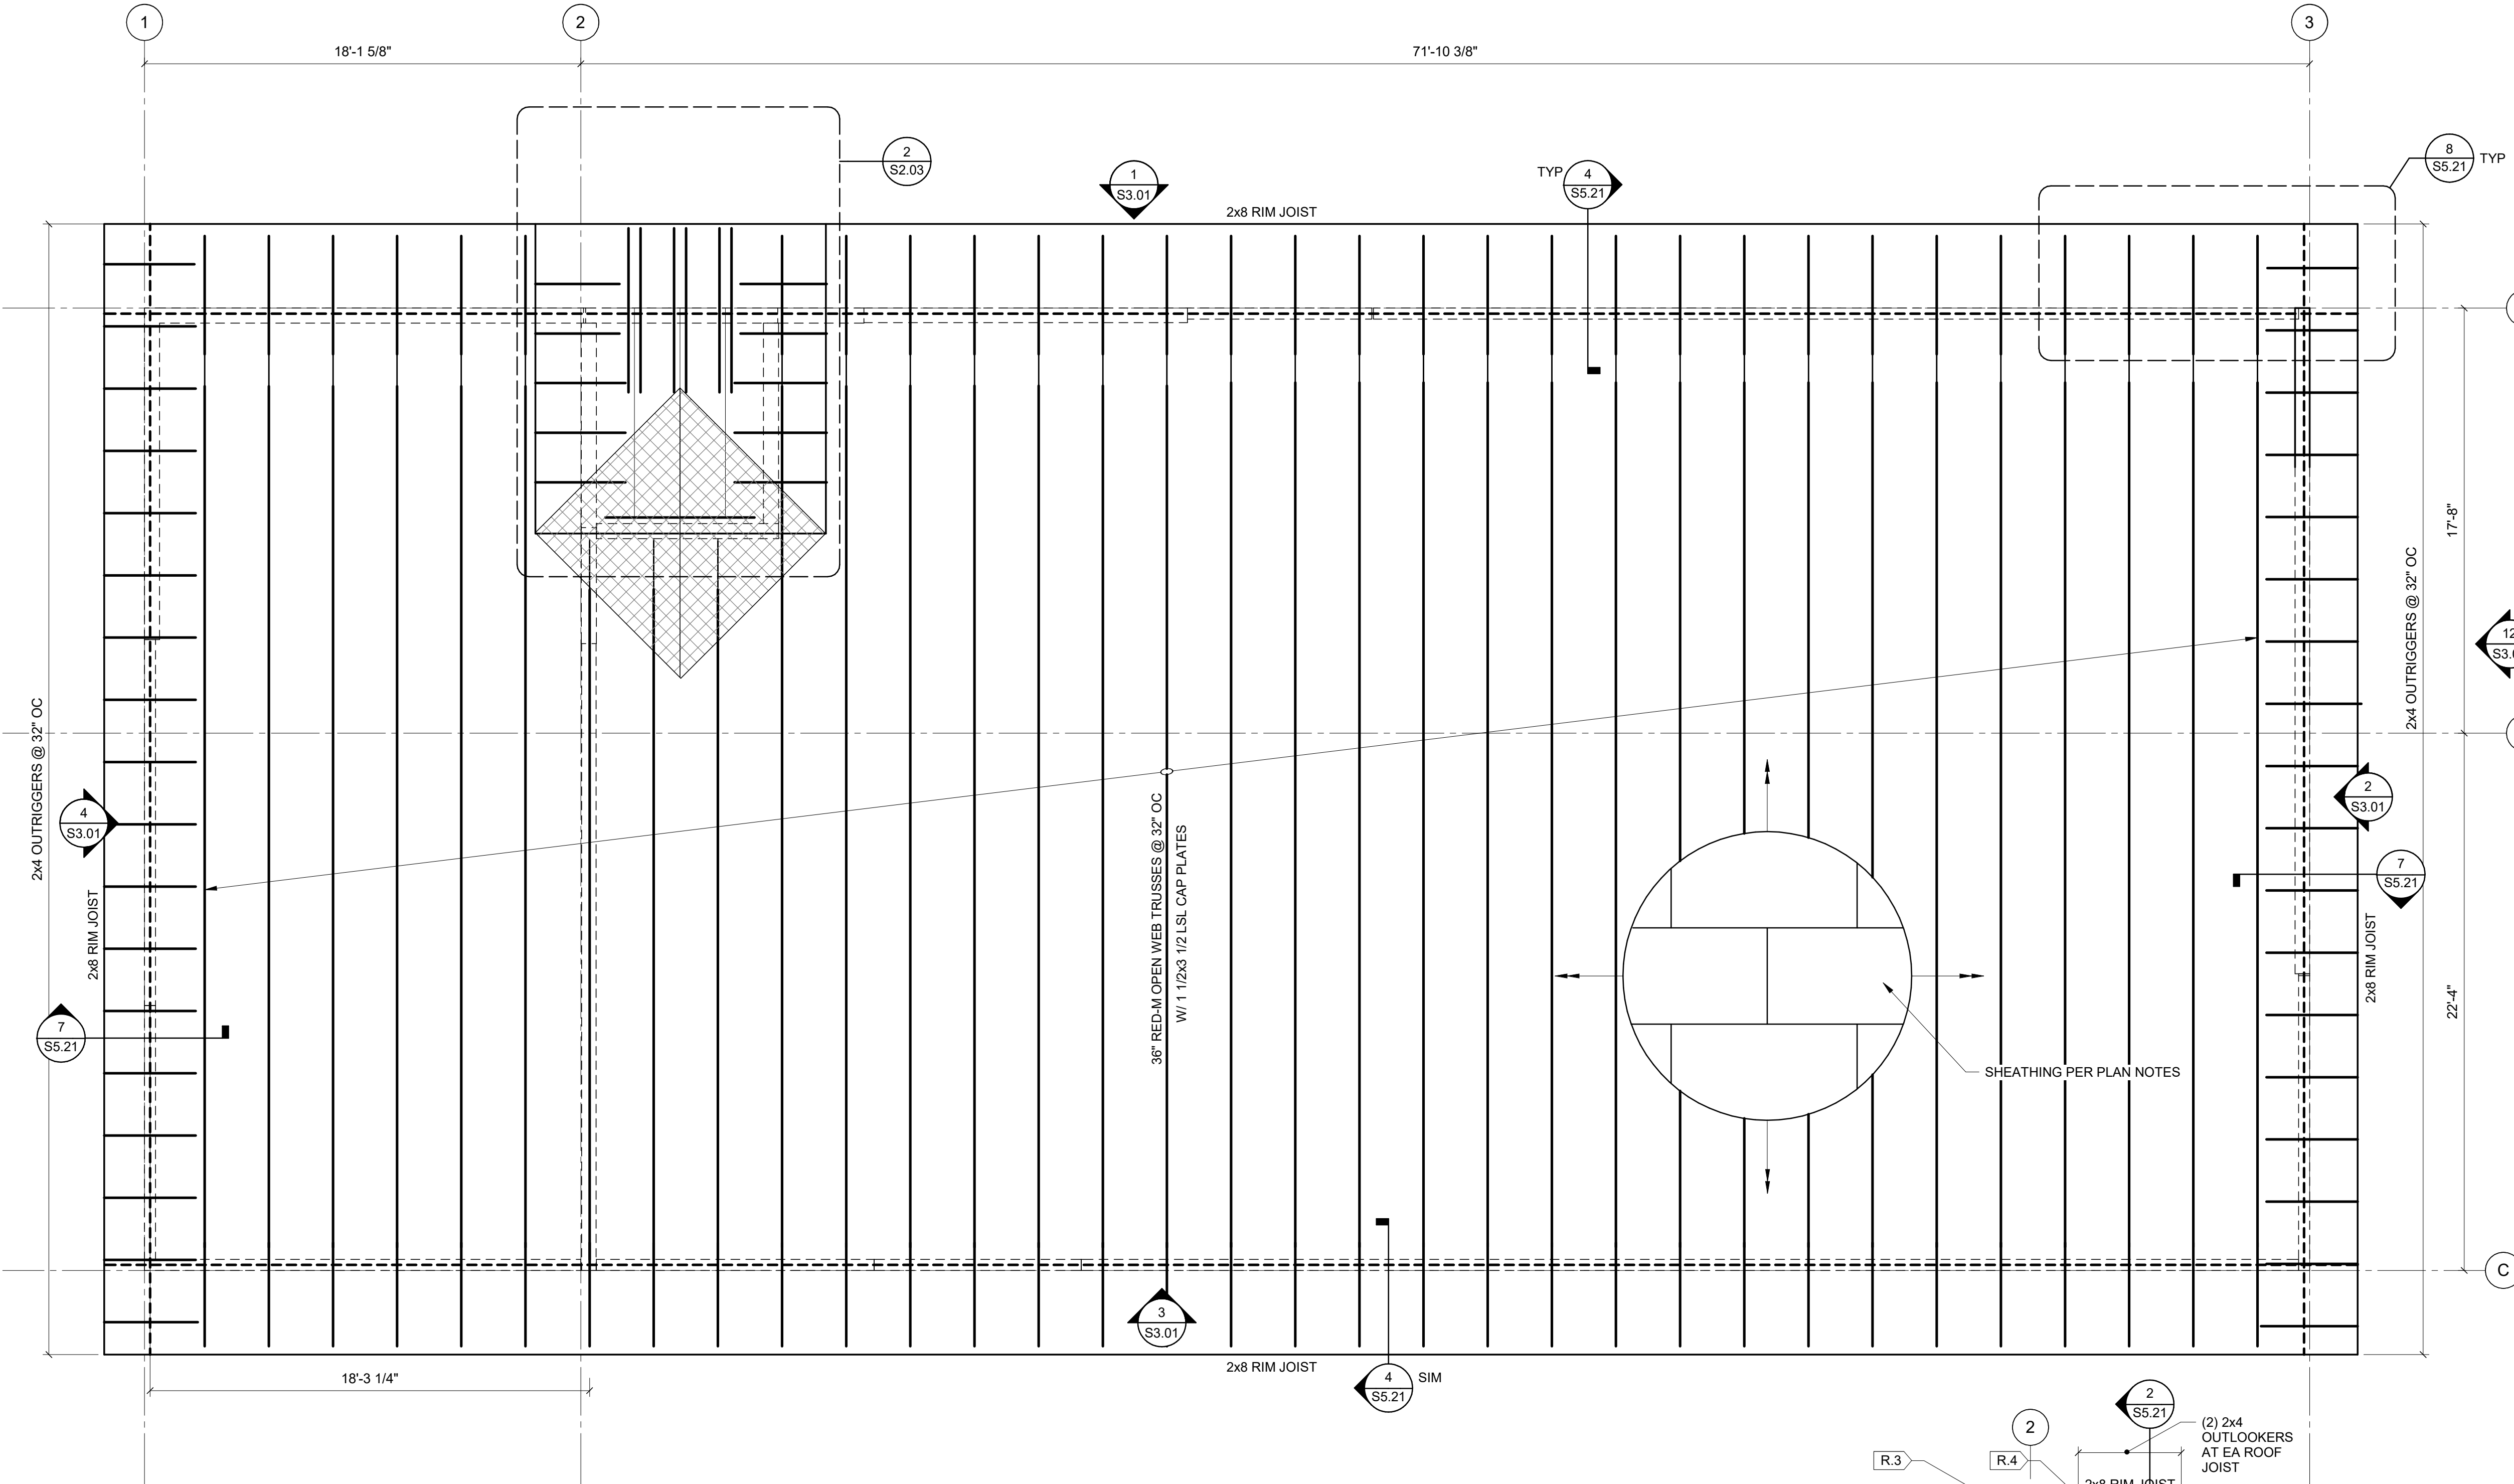 1
2
3
18'-1 5/8"
71'-10 3/8"
2
S2.03
1
S3.01
TYP
4
S5.21
8
S5.21
TYP
2x8 RIM JOIST
2x4 OUTRIGGERS @ 32" OC
17'-8"
2x4 OUTRIGGERS @ 32" OC
12
4
S3.01
2
S3.01
36" RED-M OPEN WEB TRUSSES @ 32" OC
W/ 1 1/2x3 1/2 LSL CAP PLATES
7
S5.21
2x8 RIM JOIST
2x8 RIM JOIST
22'-4"
7
S5.21
SHEATHING PER PLAN NOTES
C
3
S3.01
2x8 RIM JOIST
18'-3 1/4"
4
S5.21
SIM
2
S5.21
2
(2) 2x4
OUTLOOKERS
AT EA ROOF
JOIST
R.3
R.4
2x8 RIM JOIST